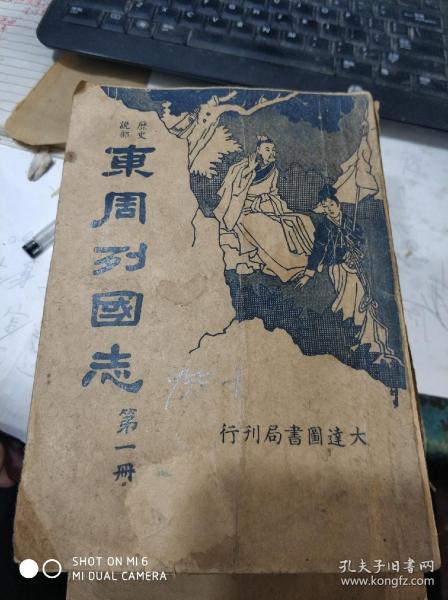 歷史
說部
東周列國志
第一冊
行刊局書圖達大
SHOT ON MI 6
MI DUAL CAMERA
孔夫子旧书网
www.kongfz.com